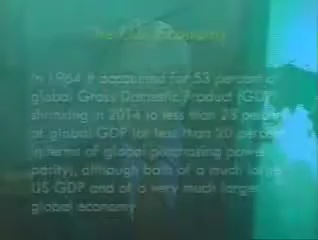 The US Economy
In 1964 it accounted for 53 percent of
global Gross Domestic Product (GDP)
shrinking in 2014 to less than 23 percent
of global GDP (or less than 20 percent
in terms of global purchasing power
parity), although both of a much larger
US GDP and of a very much larger
global economy